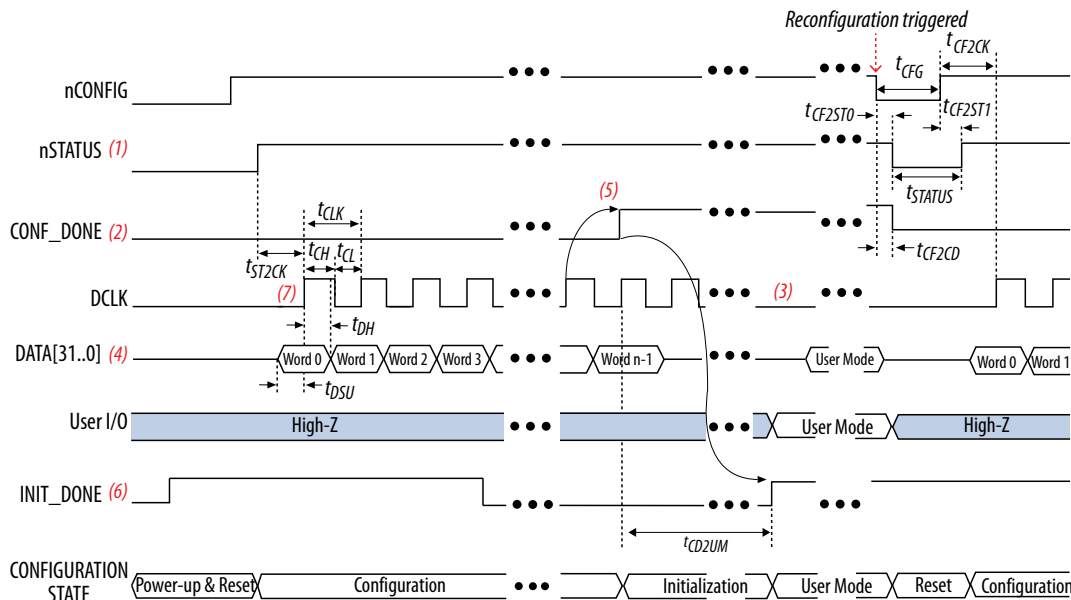 Reconfiguration triggered
tCF2CK
tCFG
nCONFIG
tCF2ST0
tCF2ST1
nSTATUS (1)
tSTATUS
(5)
tCLK
CONF_DONE (2)
tCH
tCL
tST2CK
tCF2CD
DCLK
(7)
(3)
tDH
DATA[31..0] (4)
Word 0
Word 1
Word 2
Word 3
Word n-1
User Mode
Word 0
Word 1
tDSU
User I/O
High-Z
User Mode
High-Z
INIT_DONE (6)
tCD2UM
CONFIGURATION
STATE
Power-up & Reset
Configuration
Initialization
User Mode
Reset
Configuration